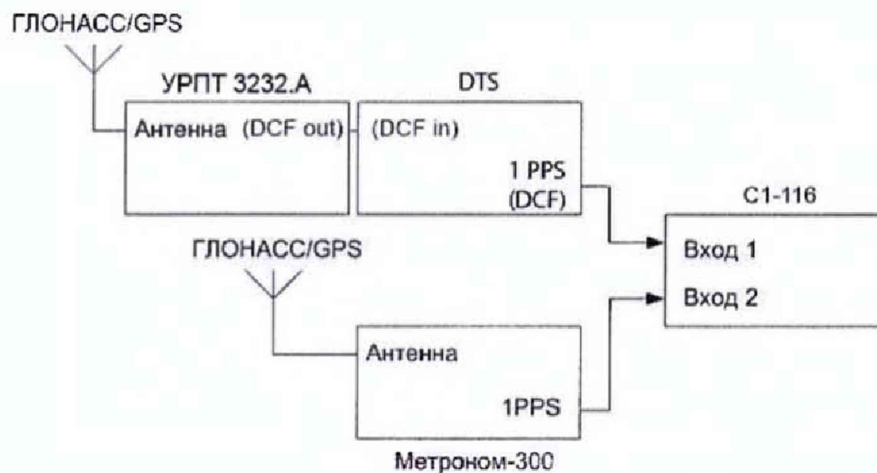 ГЛОНАСС/GPS
УРПТ 3232.А
DTS
Антенна (DCF out)
(DCF in)
1 PPS
(DCF)
С1-116
Вход 1
Вход 2
ГЛОНАСС/GPS
Антенна
1PPS
Метроном-300